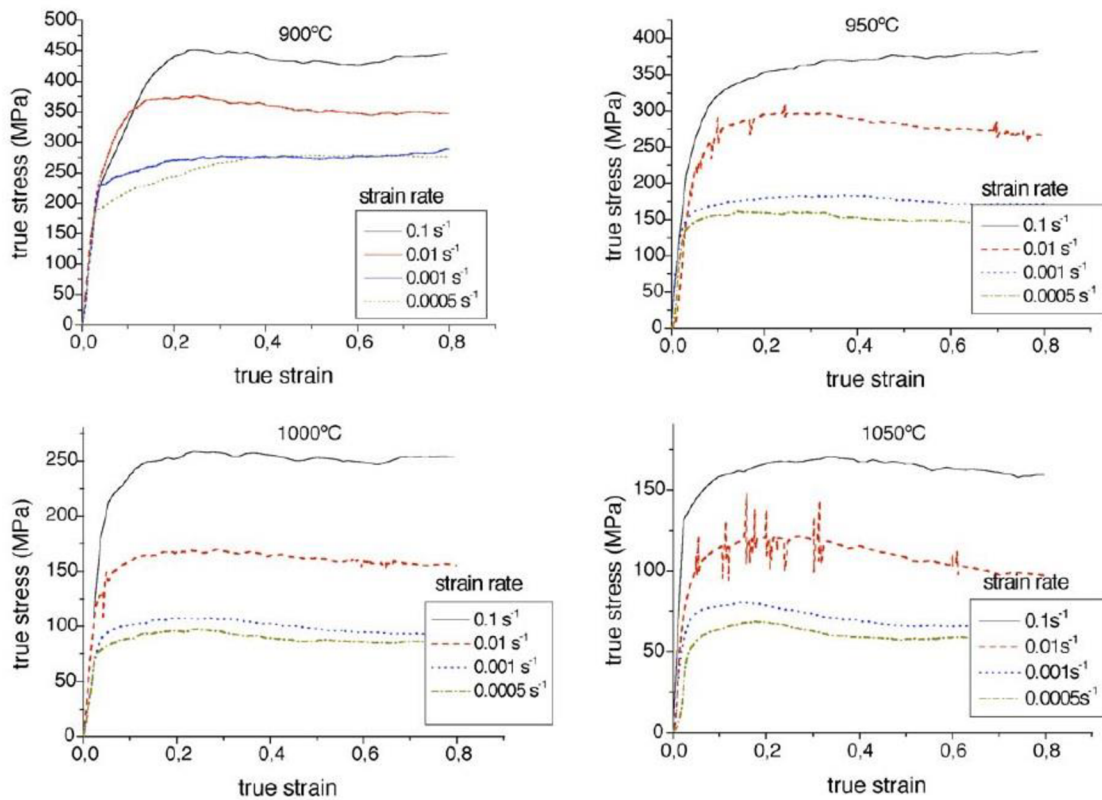 900°C
true stress (MPa)
500
450
400
350
300
250
200
150
100
50
0
strain rate
0.1 s⁻¹
0.01 s⁻¹
0.001 s⁻¹
0.0005 s⁻¹
0,0 0,2 0,4 0,6 0,8
true strain
950°C
true stress (MPa)
400
350
300
250
200
150
100
50
0
strain rate
0.1 s⁻¹
0.01 s⁻¹
0.001 s⁻¹
0.0005 s⁻¹
0,0 0,2 0,4 0,6 0,8
true strain
1000°C
true stress (MPa)
250
200
150
100
50
0
strain rate
0.1 s⁻¹
0.01 s⁻¹
0.001 s⁻¹
0.0005 s⁻¹
0,0 0,2 0,4 0,6 0,8
true strain
1050°C
true stress (MPa)
150
100
50
0
strain rate
0.1s⁻¹
0.01s⁻¹
0.001s⁻¹
0.0005s⁻¹
0,0 0,2 0,4 0,6 0,8
true strain